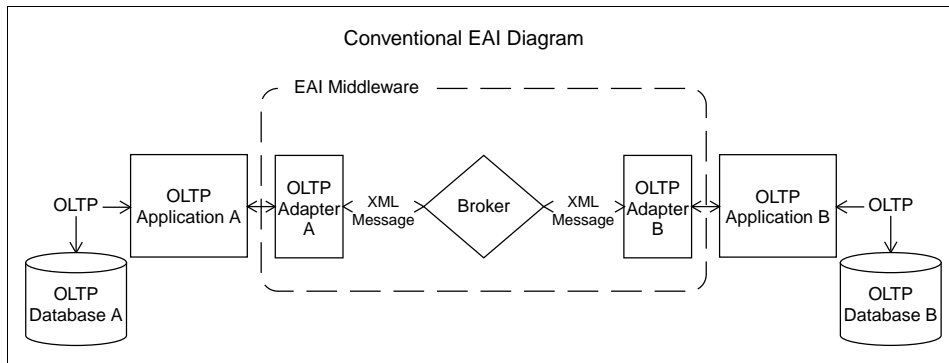 Conventional EAI Diagram
EAI Middleware
OLTP
OLTP
Application A
OLTP
Adapter
A
XML
Message
Broker
XML
Message
OLTP
Adapter
B
OLTP
Application B
OLTP
OLTP
Database A
OLTP
Database B